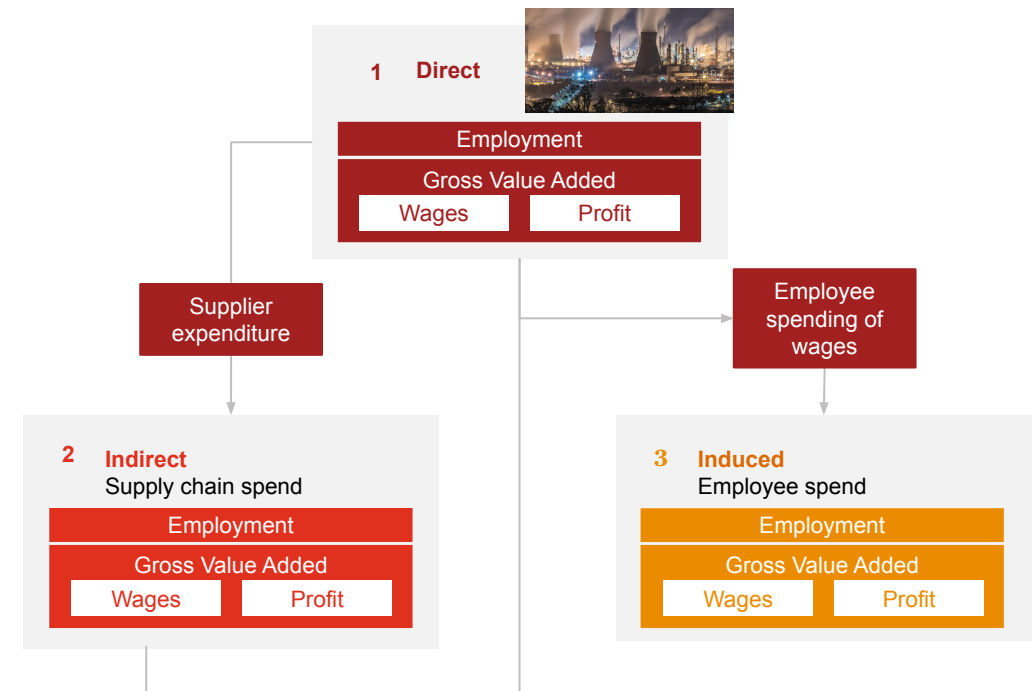 1 Direct
Employment
Gross Value Added
Wages Profit
Supplier
expenditure
Employee
spending of
wages
2 Indirect
Supply chain spend
Employment
Gross Value Added
Wages Profit
3 Induced
Employee spend
Employment
Gross Value Added
Wages Profit